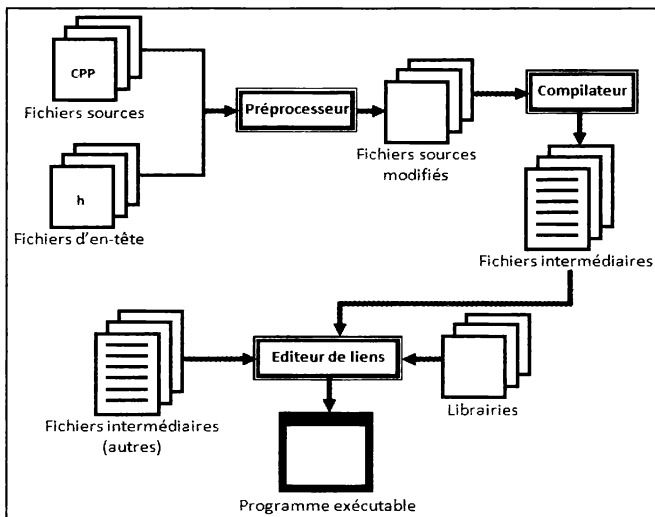 CPP
Fichiers sources
h
Fichiers d'en-tête
Préprocesseur
Fichiers sources
modifiés
Compilateur
Fichiers intermédiaires
Fichiers intermédiaires
(autres)
Editeur de liens
Librairies
Programme exécutable